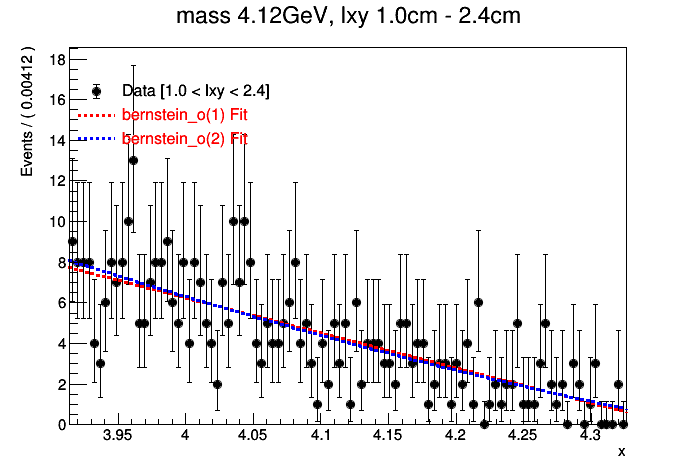 mass 4.12GeV, lxy 1.0cm - 2.4cm
Events / ( 0.00412 )
18
16
14
12
10
8
6
4
2
0
Data [1.0 < lxy < 2.4]
bernstein_o(1) Fit
bernstein_o(2) Fit
3.95 4 4.05 4.1 4.15 4.2 4.25 4.3
x